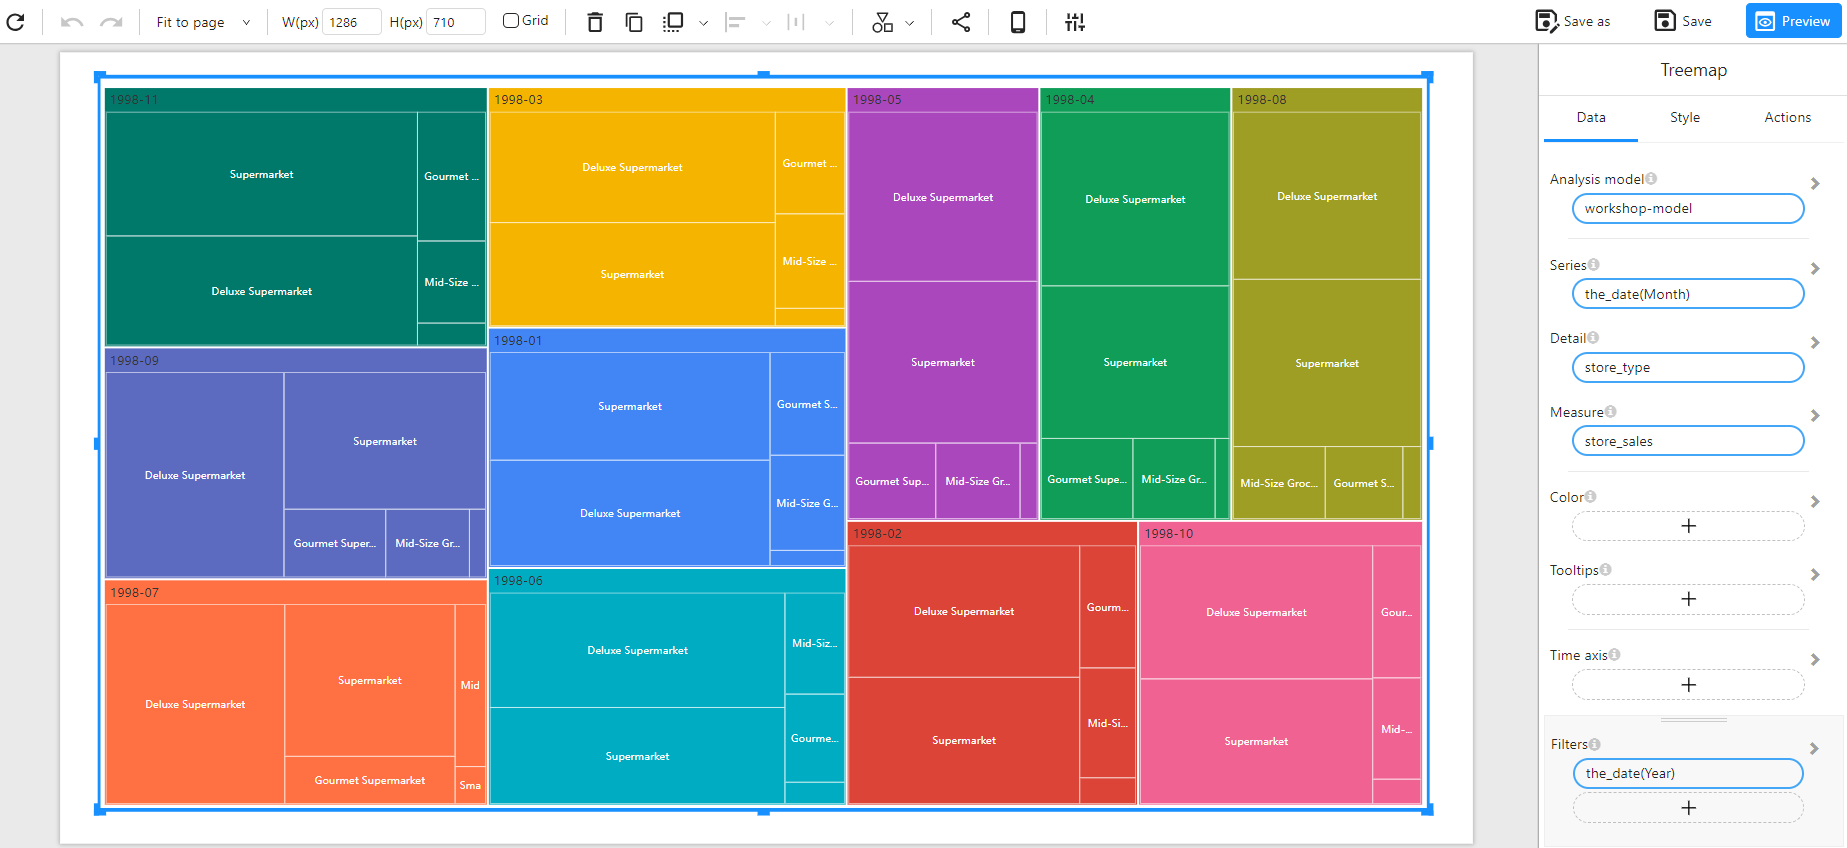 Fit to page
W(px) 1286
H(px) 710
Grid
Save as
Save
Preview
1998-11
Supermarket
Gourmet ...
Deluxe Supermarket
Mid-Size ...
1998-03
Deluxe Supermarket
Gourmet ...
Supermarket
Mid-Size ...
1998-05
Deluxe Supermarket
Supermarket
Gourmet Sup...
Mid-Size Gr...
1998-04
Deluxe Supermarket
Supermarket
Gourmet Supe...
Mid-Size Gr...
1998-08
Deluxe Supermarket
Supermarket
Mid-Size Groc...
Gourmet S...
1998-09
Deluxe Supermarket
Supermarket
Gourmet Super...
Mid-Size Gr...
1998-01
Supermarket
Gourmet S...
Deluxe Supermarket
Mid-Size G...
1998-07
Deluxe Supermarket
Supermarket
Mid
Gourmet Supermarket
Sma
1998-06
Deluxe Supermarket
Mid-Siz...
Supermarket
Gourme...
1998-02
Deluxe Supermarket
Gourm...
Supermarket
Mid-Si...
1998-10
Deluxe Supermarket
Gour...
Supermarket
Mid-...
Treemap
Data
Style
Actions
Analysis model
workshop-model
Series
the_date(Month)
Detail
store_type
Measure
store_sales
Color
Tooltips
Time axis
Filters
the_date(Year)